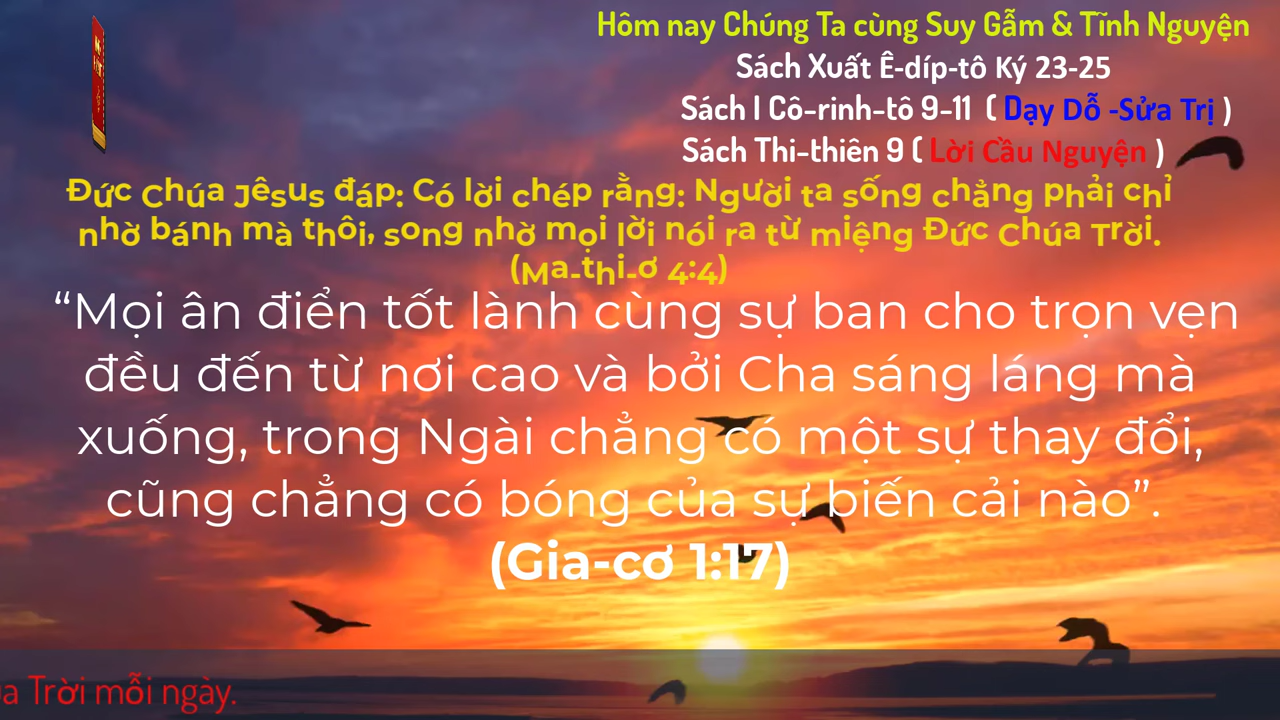 Hôm nay Chúng Ta cùng Suy Gẫm & Tĩnh Nguyện
Sách Xuất Ê-díp-tô Ký 23-25
Sách I Cô-rinh-tô 9-11 ( Dạy Dỗ -Sửa Trị )
Sách Thi-thiên 9 ( Lời Cầu Nguyện )
Đức Chúa Jêsus đáp: Có lời chép rằng: Người ta sống chẳng phải chỉ
nhờ bánh mà thôi, song nhờ mọi lời nói ra từ miệng Đức Chúa Trời.
(Ma-thi-ơ 4:4)
“Mọi ân điển tốt lành cùng sự ban cho trọn vẹn
đều đến từ nơi cao và bởi Cha sáng láng mà
xuống, trong Ngài chẳng có một sự thay đổi,
cũng chẳng có bóng của sự biến cải nào”.
(Gia-cơ 1:17)
Trời mỗi ngày.